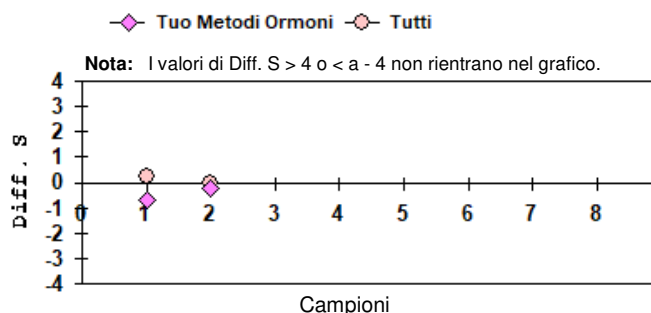 Tuo Metodi Ormoni Tutti
Nota: I valori di Diff. S > 4 o < a - 4 non rientrano nel grafico.
4
3
2
1
0
-1
-2
-3
-4
Diff. S
0 1 2 3 4 5 6 7 8
Campioni